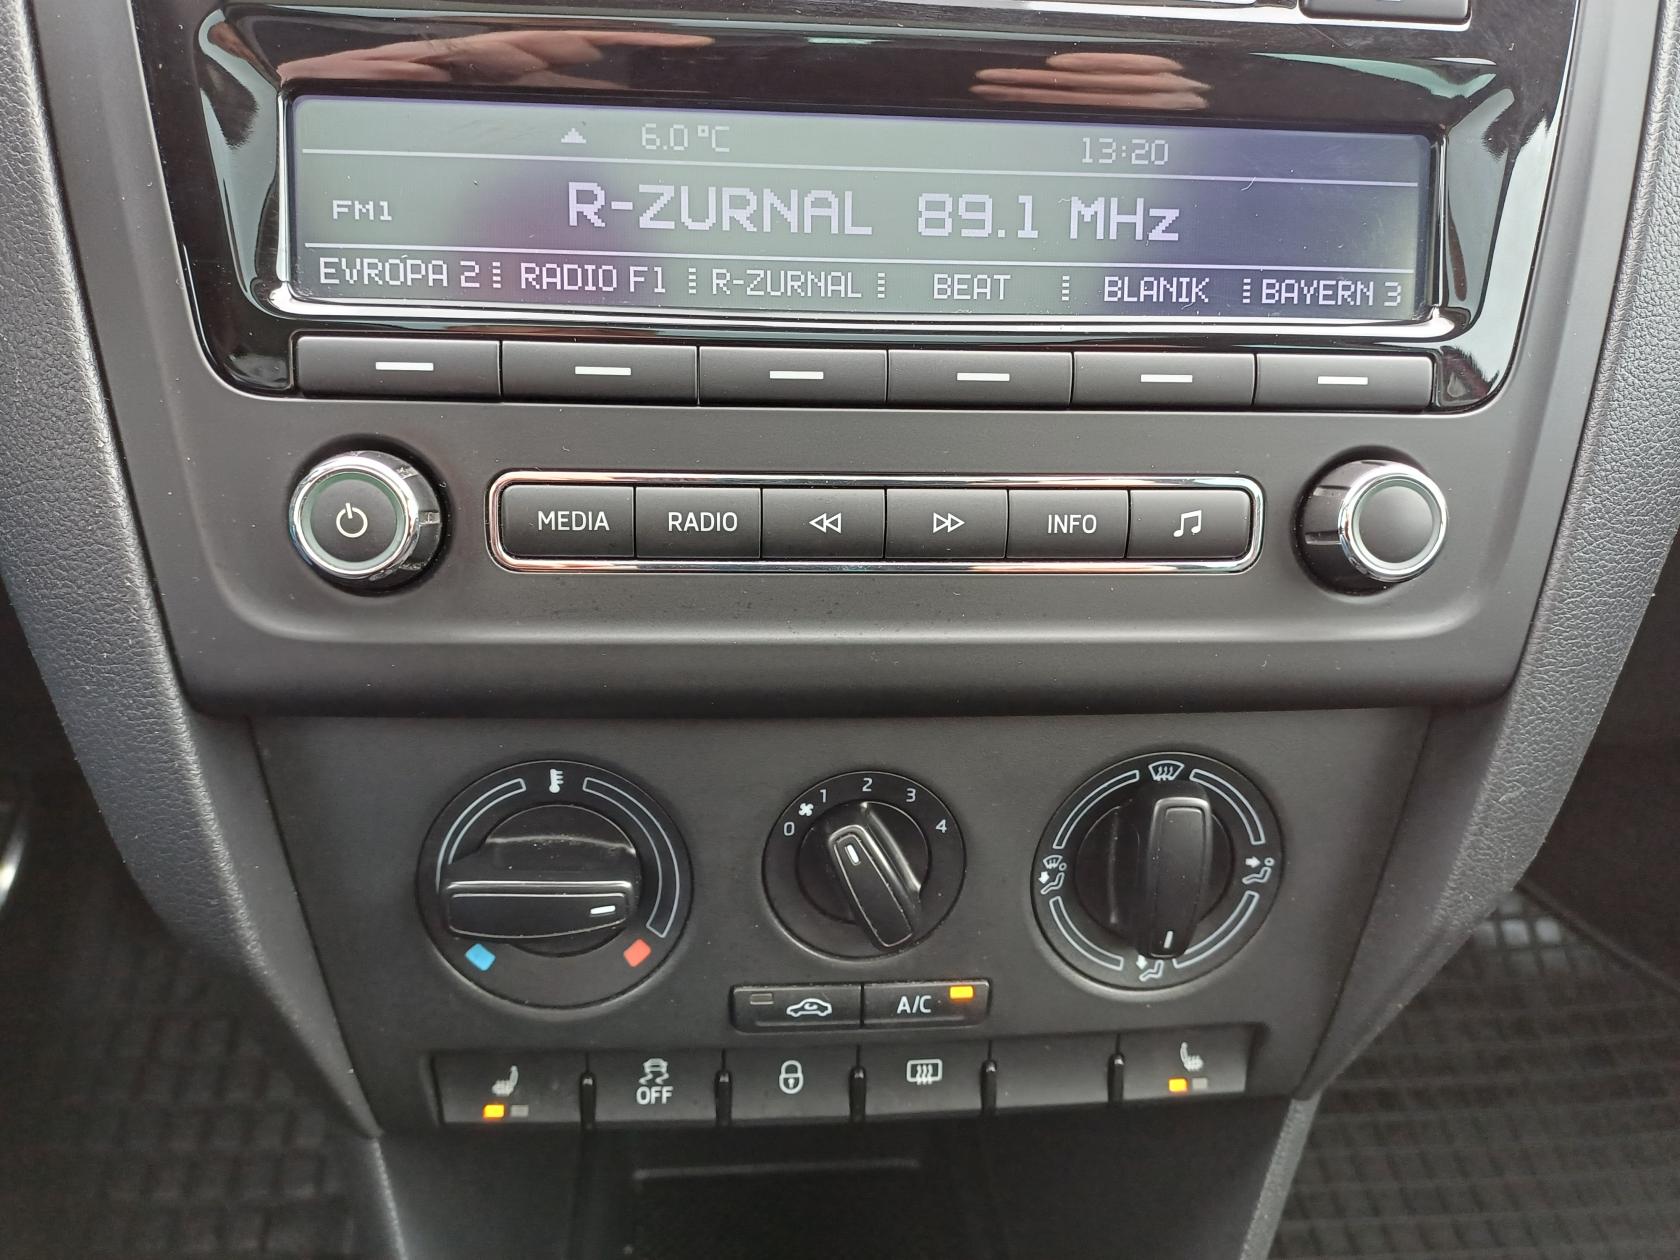 6.0 °C 13:20
FM1 R-ZURNAL 89.1 MHz
EVROPA 2 RADIO F1 R-ZURNAL BEAT BLANIK BAYERN 3
MEDIA RADIO INFO
0 1 2 3 4
A/C
OFF